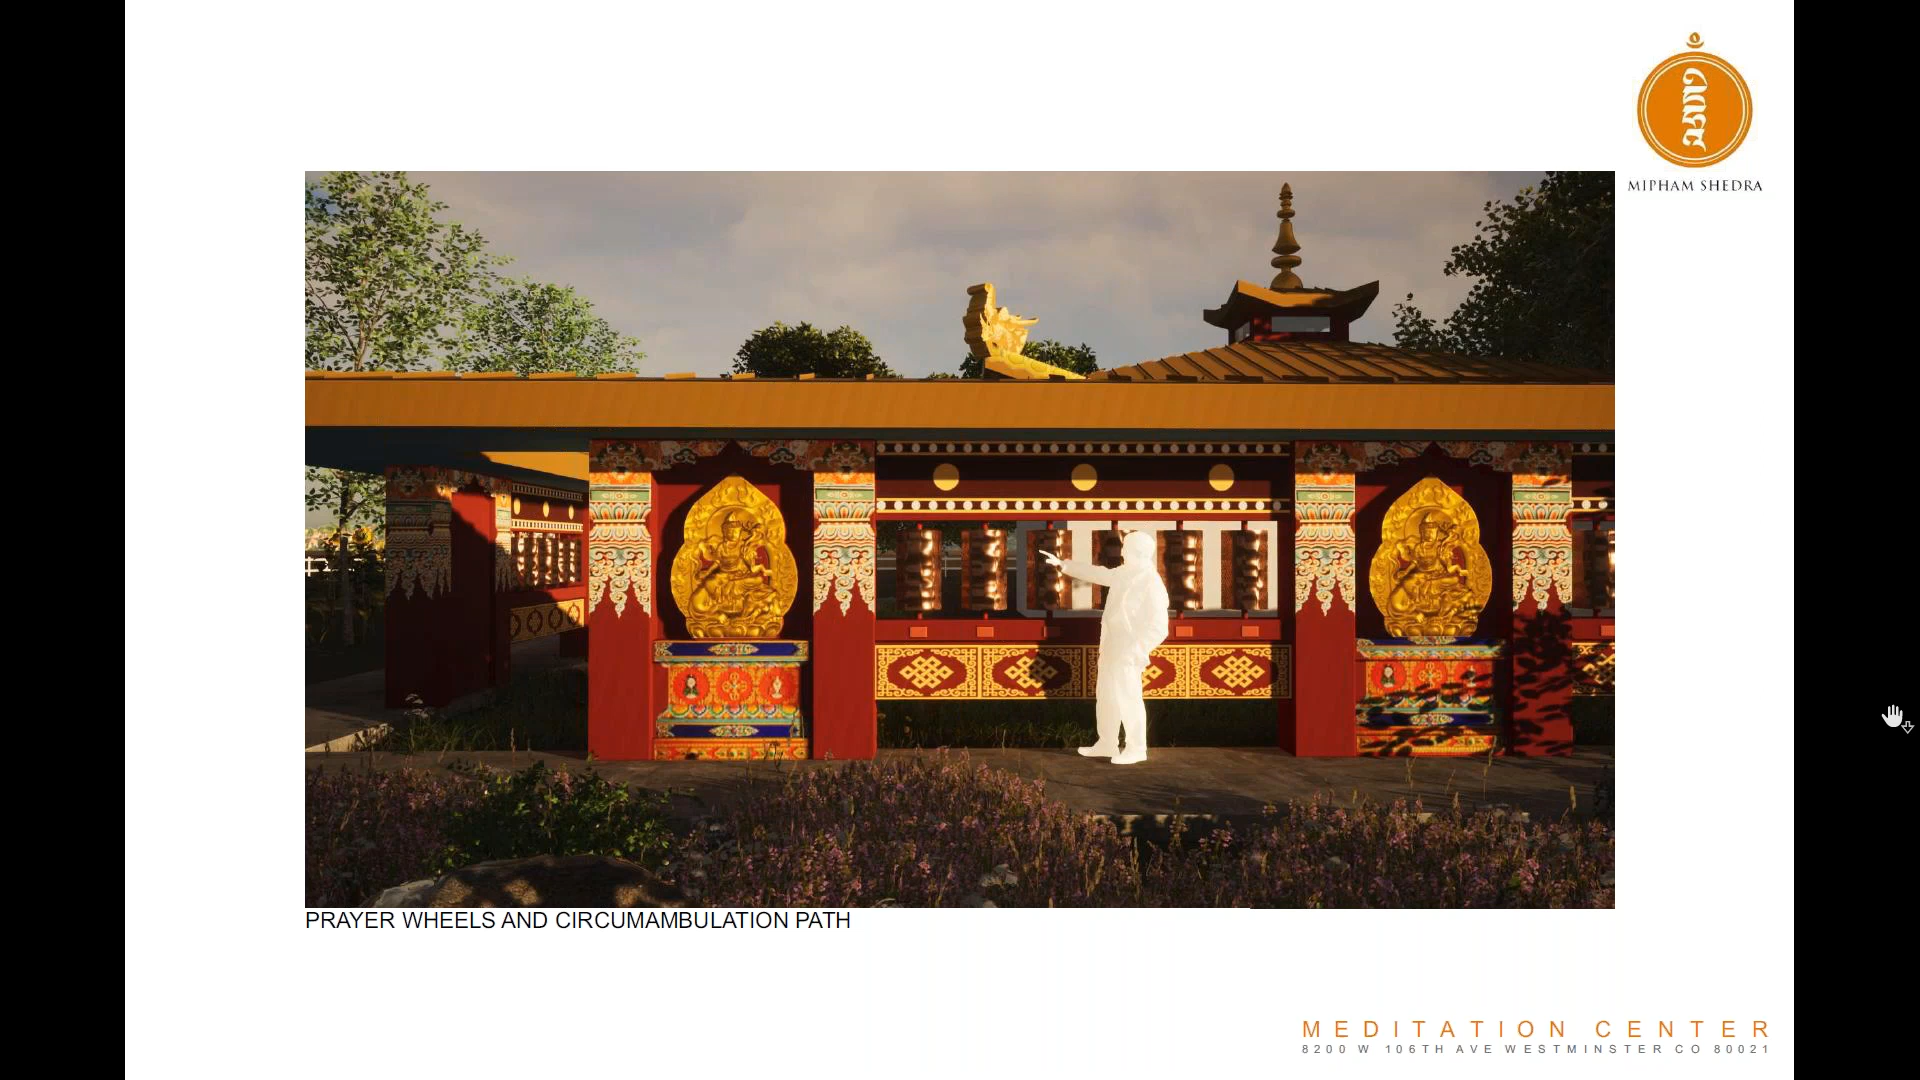 MIPHAM SHEDRA
PRAYER WHEELS AND CIRCUMAMBULATION PATH
MEDITATION CENTER
8200 W 106TH AVE WESTMINSTER CO 80021